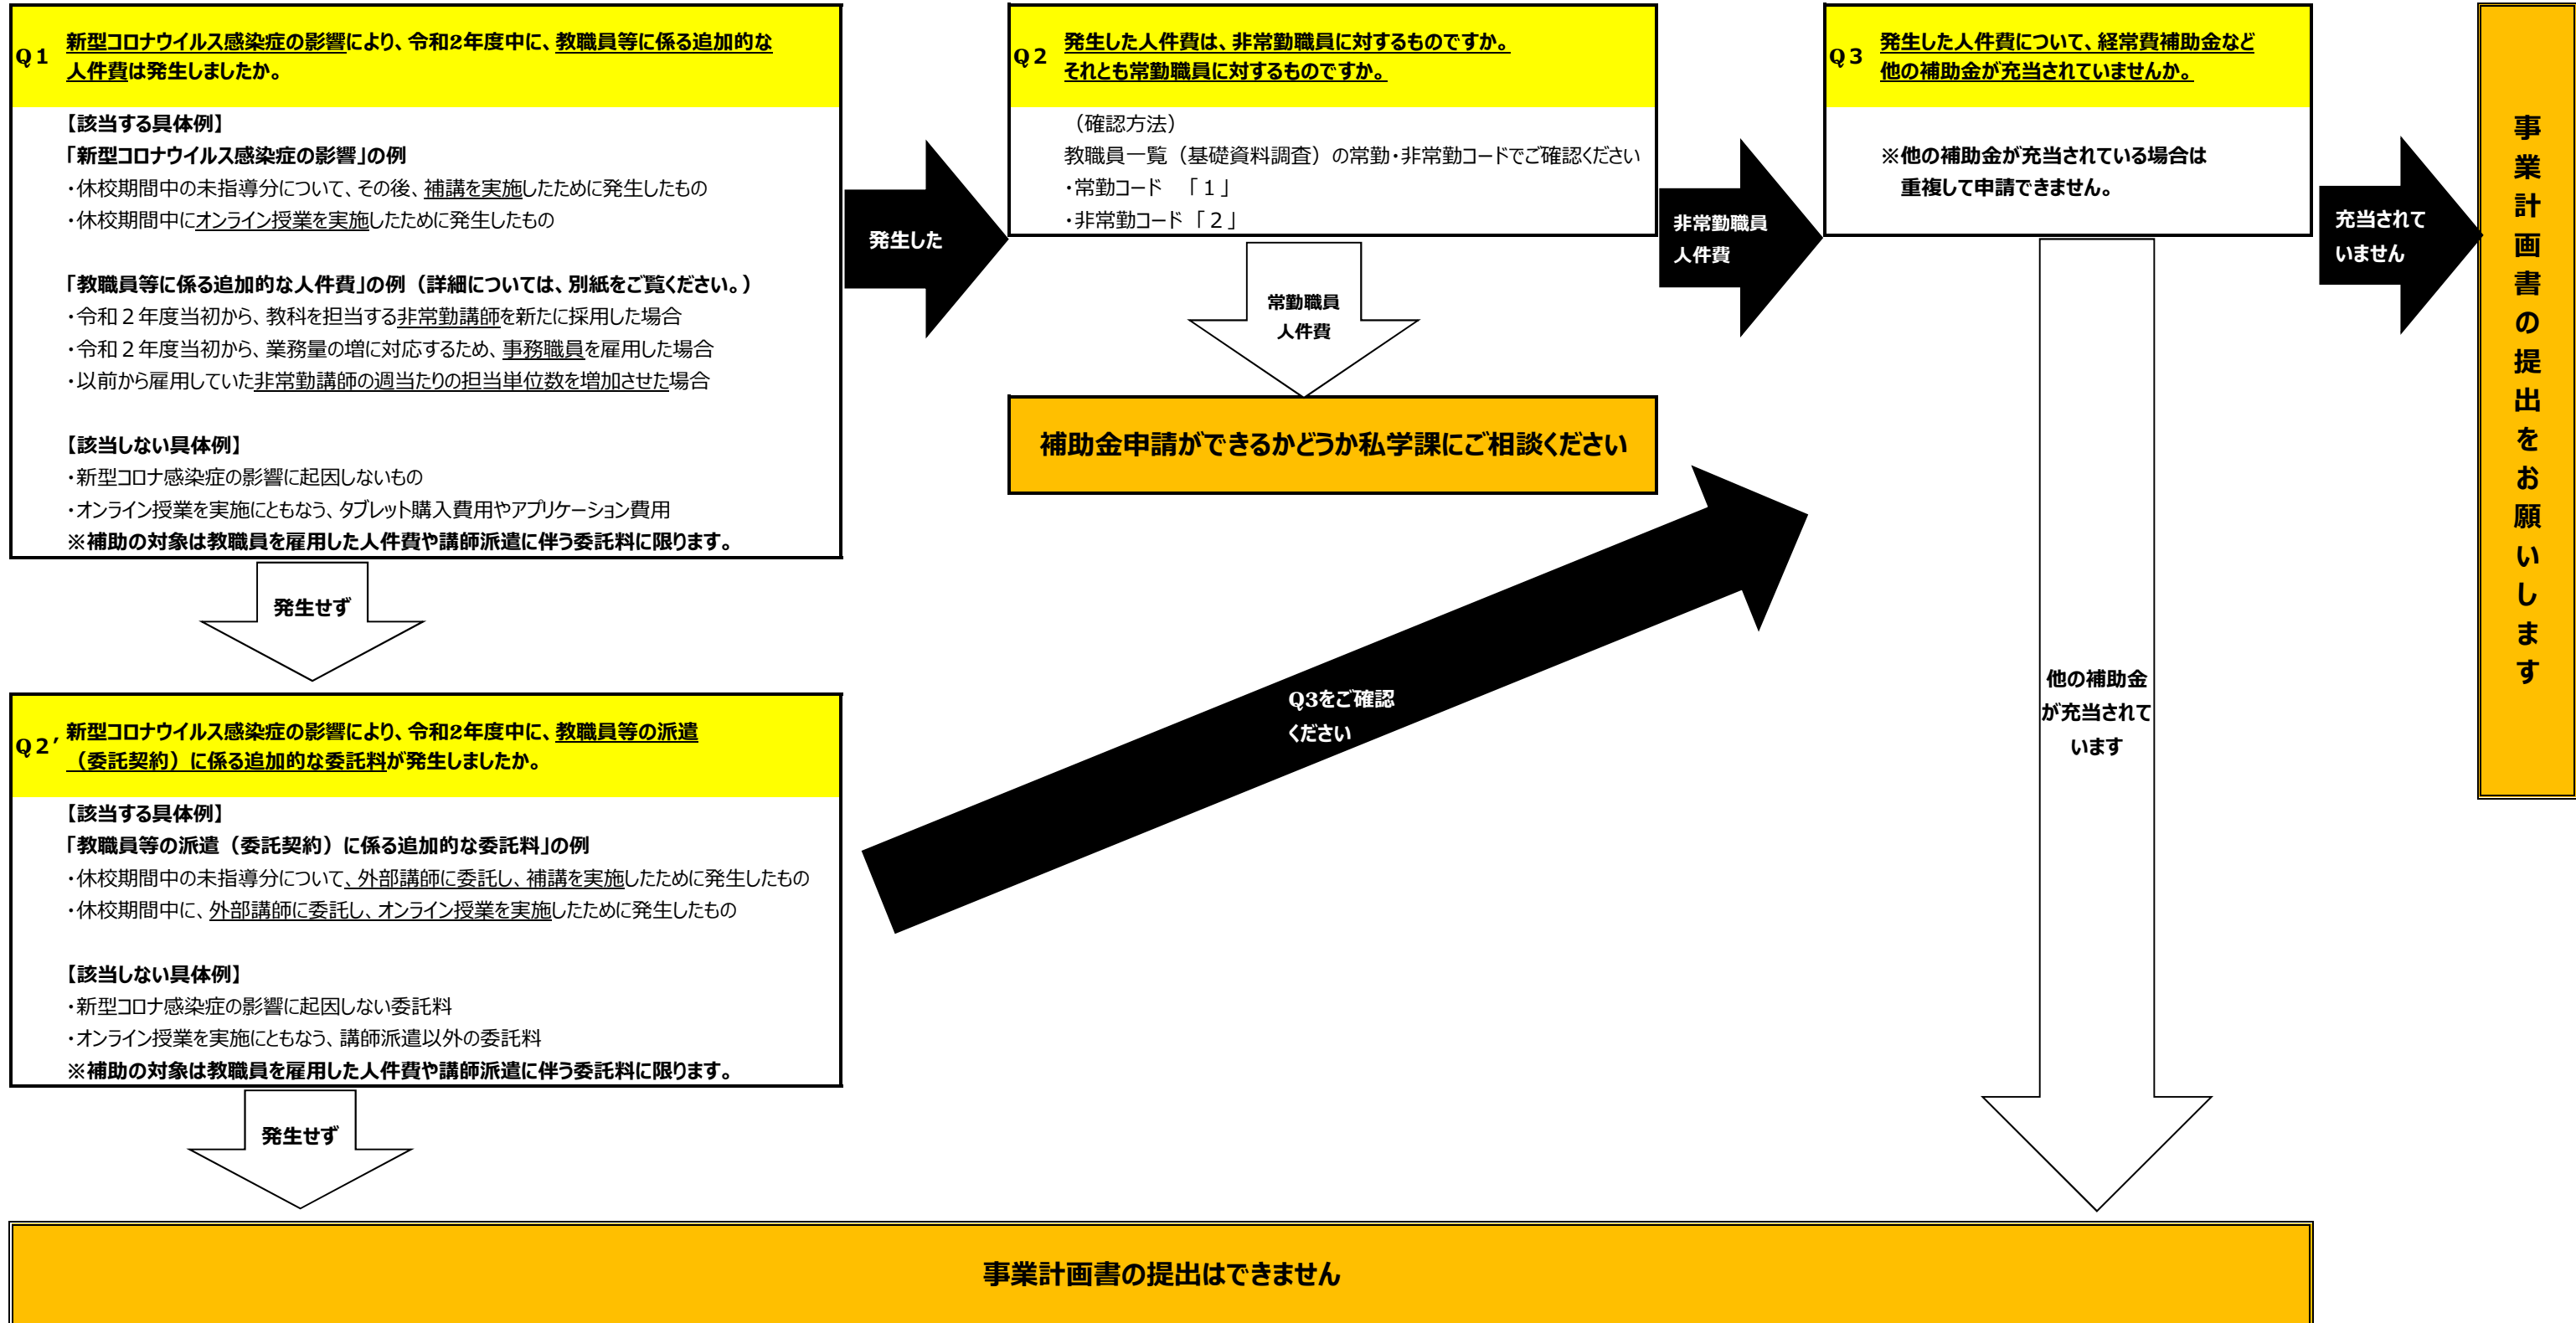 Q1 新型コロナウイルス感染症の影響により、令和2年度中に、教職員等に係る追加的な
人件費は発生しましたか。
【該当する具体例】
「新型コロナウイルス感染症の影響」の例
・休校期間中の未指導分について、その後、補講を実施したために発生したもの
・休校期間中にオンライン授業を実施したために発生したもの
「教職員等に係る追加的な人件費」の例（詳細については、別紙をご覧ください。）
・令和２年度当初から、教科を担当する非常勤講師を新たに採用した場合
・令和２年度当初から、業務量の増に対応するため、事務職員を雇用した場合
・以前から雇用していた非常勤講師の週当たりの担当単位数を増加させた場合
【該当しない具体例】
・新型コロナ感染症の影響に起因しないもの
・オンライン授業を実施にともなう、タブレット購入費用やアプリケーション費用
※補助の対象は教職員を雇用した人件費や講師派遣に伴う委託料に限ります。
発生した
Q2 発生した人件費は、非常勤職員に対するものですか。
それとも常勤職員に対するものですか。
（確認方法）
教職員一覧（基礎資料調査）の常勤・非常勤コードでご確認ください
・常勤コード 「１」
・非常勤コード「２」
常勤職員
人件費
補助金申請ができるかどうか私学課にご相談ください
非常勤職員
人件費
Q3 発生した人件費について、経常費補助金など
他の補助金が充当されていませんか。
※他の補助金が充当されている場合は
重複して申請できません。
充当されて
いません
事業計画書の提出をお願いします
発生せず
Q2′ 新型コロナウイルス感染症の影響により、令和2年度中に、教職員等の派遣
（委託契約）に係る追加的な委託料が発生しましたか。
【該当する具体例】
「教職員等の派遣（委託契約）に係る追加的な委託料」の例
・休校期間中の未指導分について、外部講師に委託し、補講を実施したために発生したもの
・休校期間中に、外部講師に委託し、オンライン授業を実施したために発生したもの
【該当しない具体例】
・新型コロナ感染症の影響に起因しない委託料
・オンライン授業を実施にともなう、講師派遣以外の委託料
※補助の対象は教職員を雇用した人件費や講師派遣に伴う委託料に限ります。
Q3をご確認
ください
他の補助金
が充当されて
います
発生せず
事業計画書の提出はできません